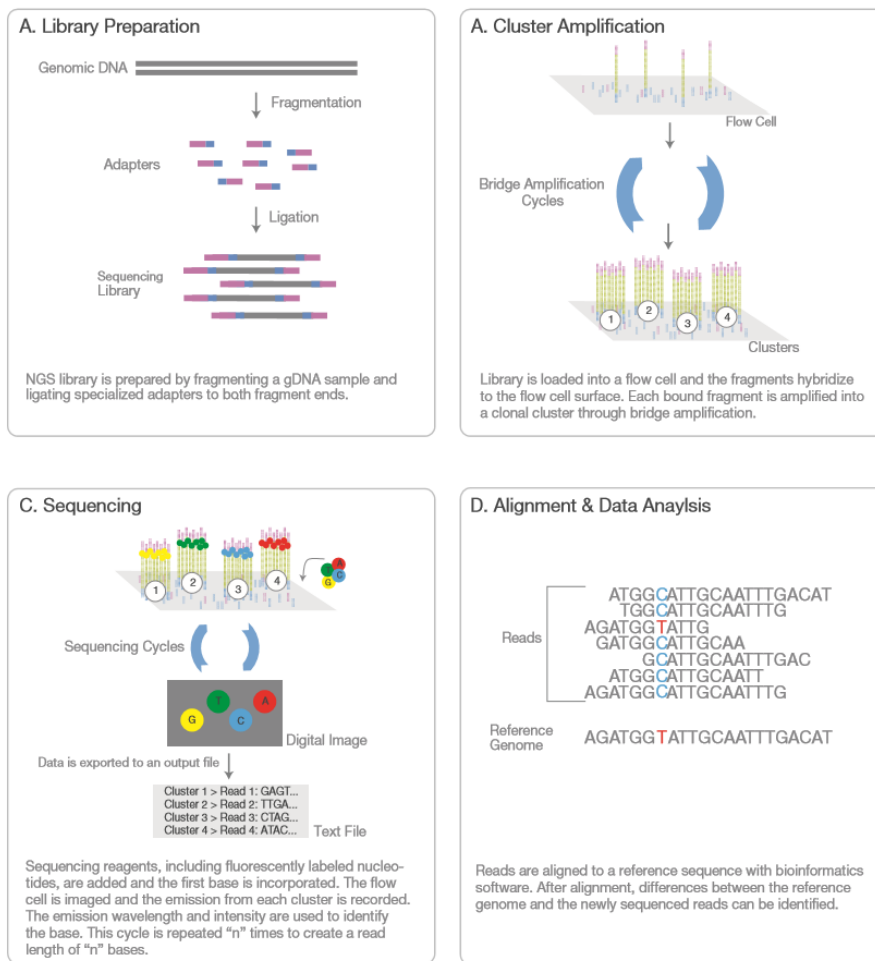 A. Library Preparation
Genomic DNA
Fragmentation
Adapters
Ligation
Sequencing
Library
NGS library is prepared by fragmenting a gDNA sample and
ligating specialized adapters to both fragment ends.
A. Cluster Amplification
Flow Cell
Bridge Amplification
Cycles
1 2 3 4
Clusters
Library is loaded into a flow cell and the fragments hybridize
to the flow cell surface. Each bound fragment is amplified into
a clonal cluster through bridge amplification.
C. Sequencing
1 2 3 4
T A G C
Sequencing Cycles
G T C A
Digital Image
Data is exported to an output file
Cluster 1 > Read 1: GAGT...
Cluster 2 > Read 2: TTGA...
Cluster 3 > Read 3: CTAG...
Cluster 4 > Read 4: ATAC...
Text File
Sequencing reagents, including fluorescently labeled nucleo-
tides, are added and the first base is incorporated. The flow
cell is imaged and the emission from each cluster is recorded.
The emission wavelength and intensity are used to identify
the base. This cycle is repeated “n” times to create a read
length of “n” bases.
D. Alignment & Data Anaylsis
Reads
ATGGCATTGCAATTTGACAT
TGGCATTGCAATTTG
AGATGGTATTG
GATGGCATTGCAA
GCATTGCAATTTGAC
ATGGCATTGCAATT
AGATGGCATTGCAATTTG
Reference
Genome
AGATGGTATTGCAATTTGACAT
Reads are aligned to a reference sequence with bioinformatics
software. After alignment, differences between the reference
genome and the newly sequenced reads can be identified.